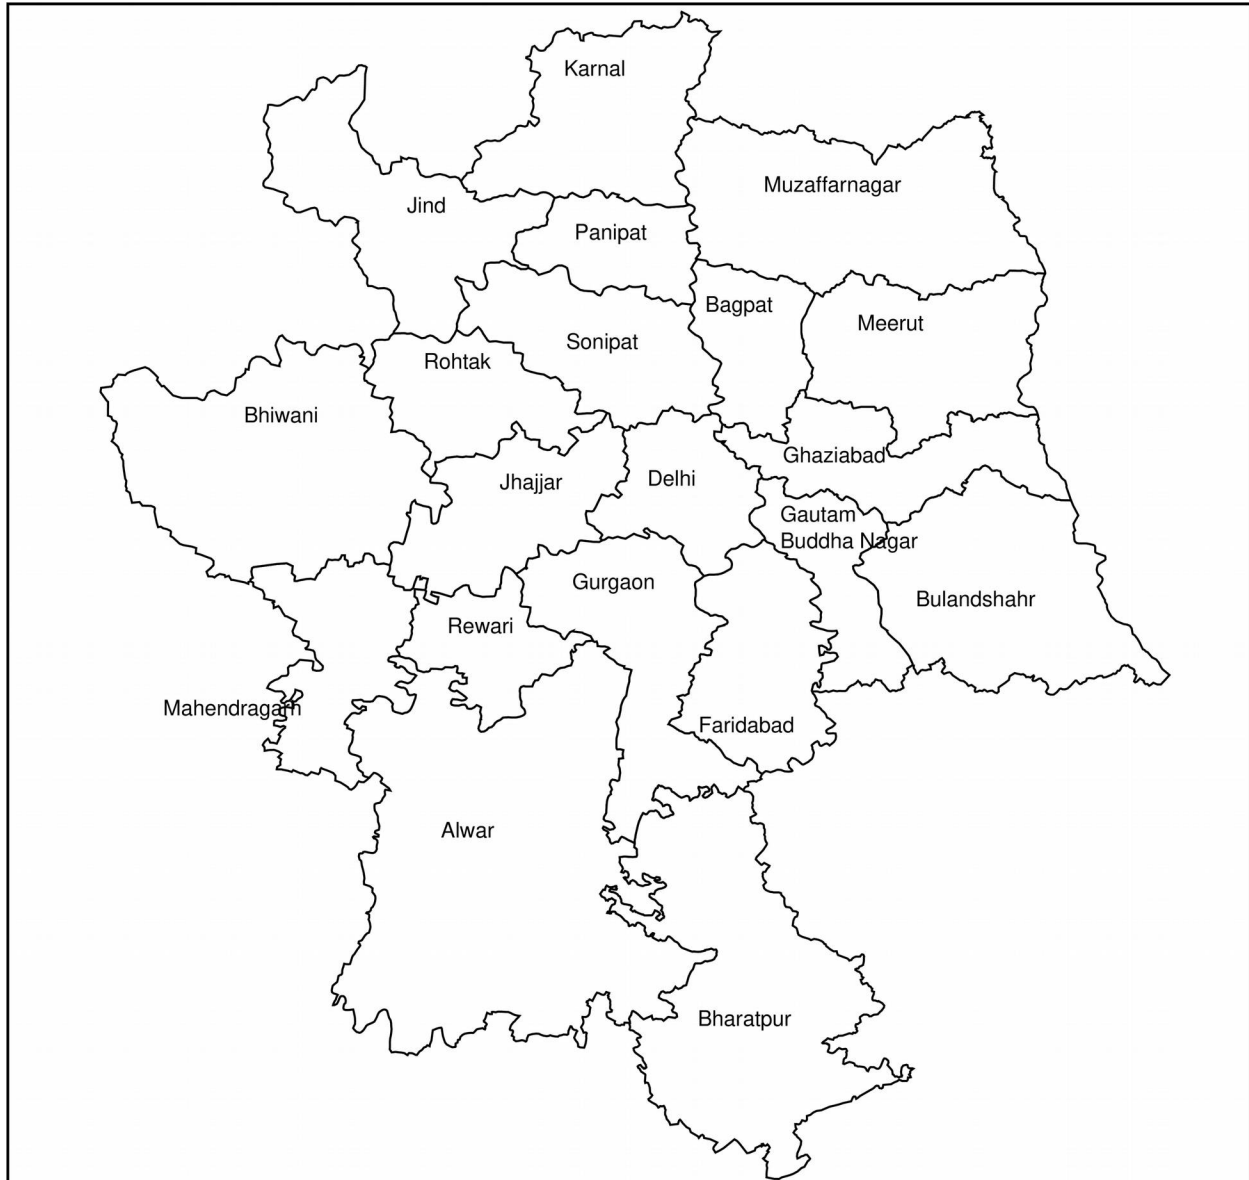 Karnal
Muzaffarnagar
Jind
Panipat
Bagpat
Meerut
Sonipat
Rohtak
Bhiwani
Ghaziabad
Jhajjar
Delhi
Gautam
Buddha Nagar
Gurgaon
Bulandshahr
Rewari
Mahendragarh
Faridabad
Alwar
Bharatpur